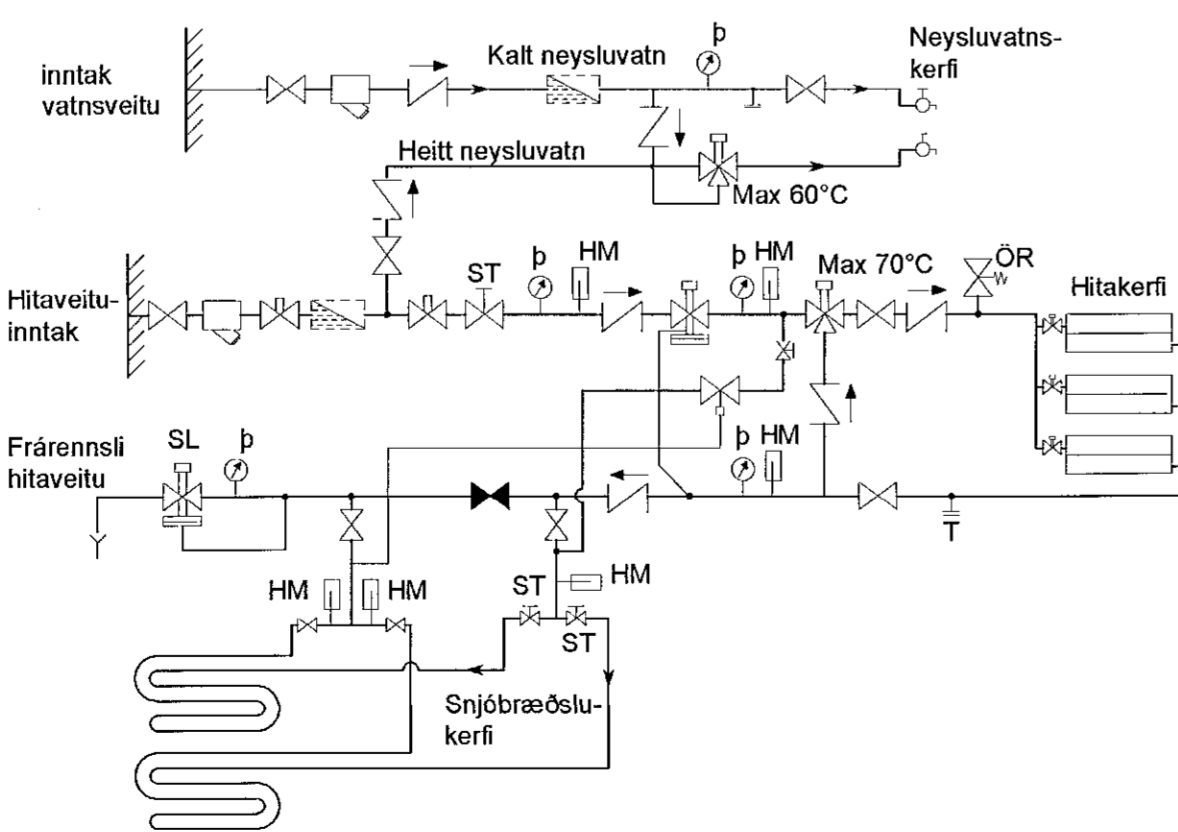 inntak
vatnsveitu
Kalt neysluvatn
þ
Neysluvatns-
kerfi
Heitt neysluvatn
Max 60°C
Hitaveitu-
inntak
ST
þ
HM
þ
HM
Max 70°C
ÖR
Hitakerfi
Frárennsli
hitaveitu
SL
þ
þ
HM
T
HM
HM
ST
HM
ST
Snjóbræðslu-
kerfi